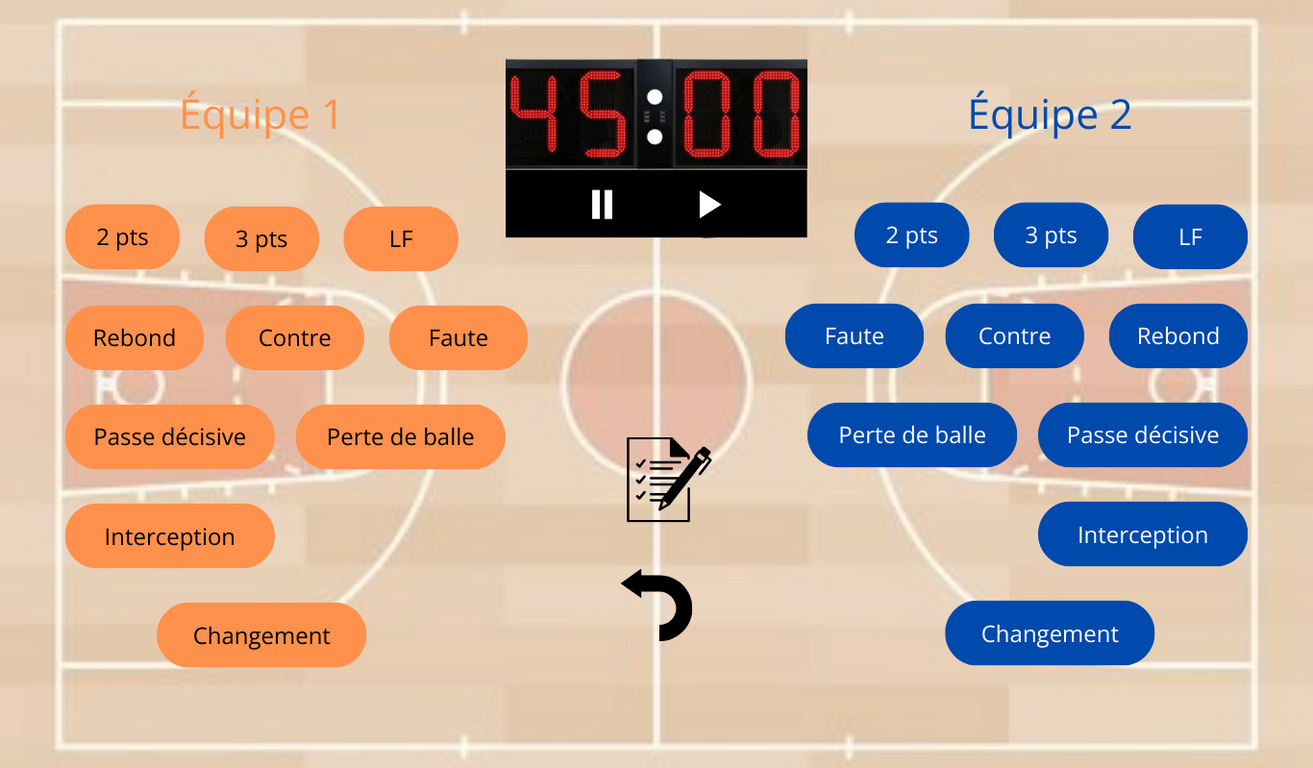 45:00
Équipe 1
Équipe 2
2 pts
3 pts
LF
2 pts
3 pts
LF
Rebond
Contre
Faute
Faute
Contre
Rebond
Passe décisive
Perte de balle
Perte de balle
Passe décisive
Interception
Interception
Changement
Changement